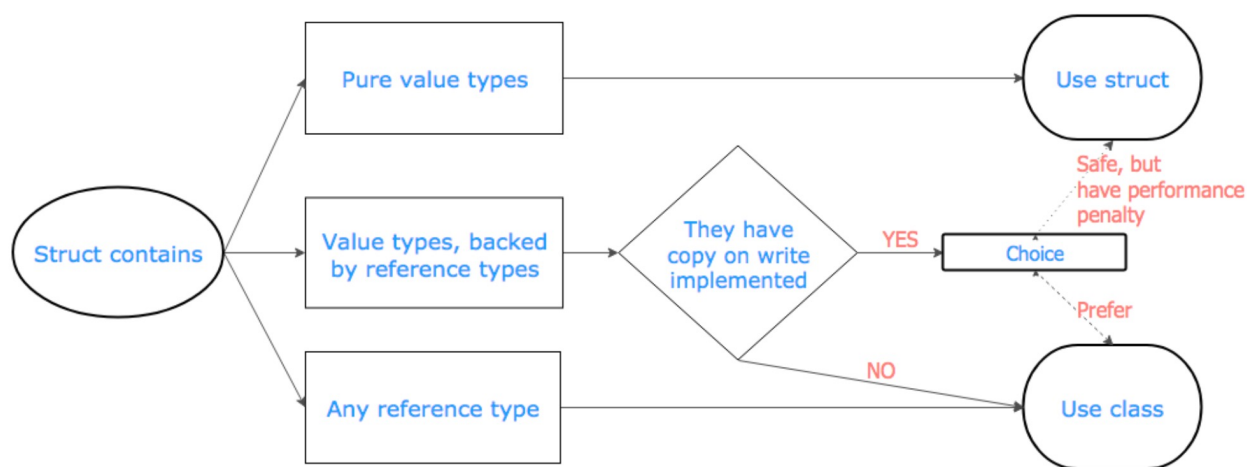 Pure value types
Use struct
Safe, but
have performance
penalty
Struct contains
Value types, backed
by reference types
They have
copy on write
implemented
YES
Choice
Prefer
NO
Any reference type
Use class